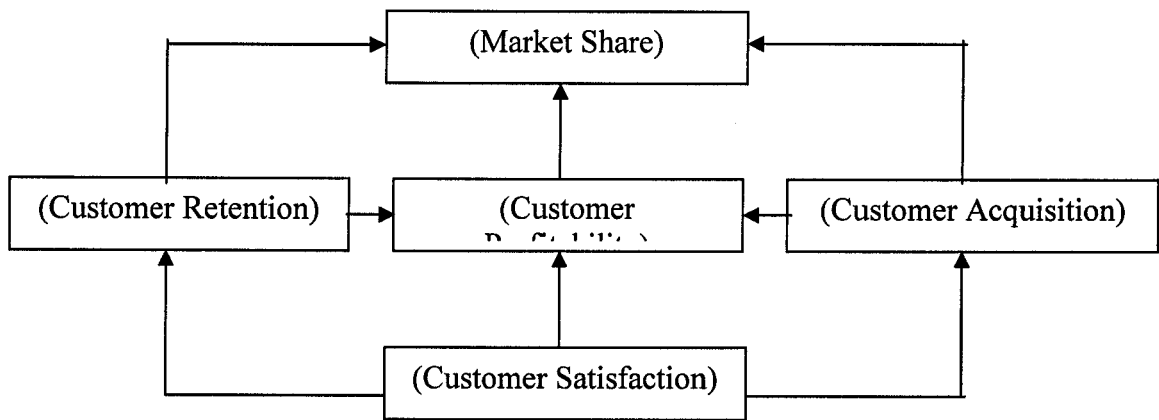 (Market Share)
(Customer Retention)
(Customer
(Customer Acquisition)
(Customer Satisfaction)